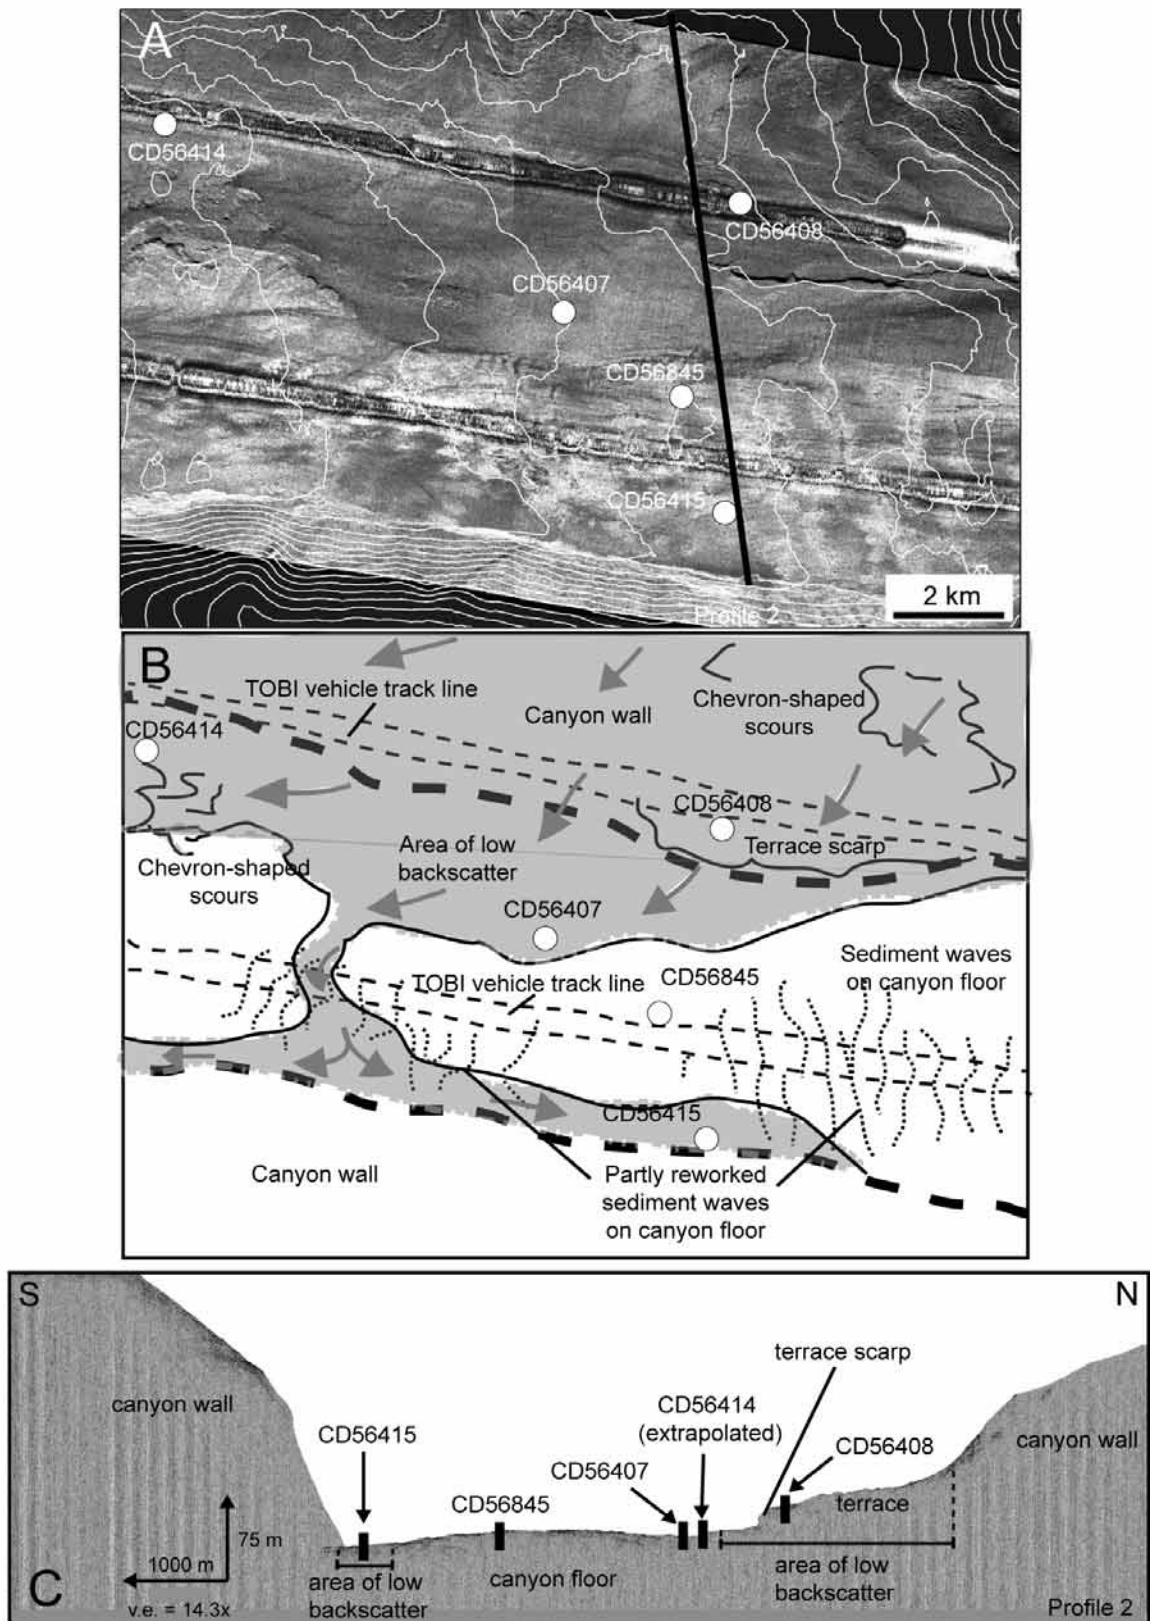 A
CD56414
CD56408
CD56407
CD56845
CD56415
2 km
Profile 2
B
TOBI vehicle track line
Chevron-shaped
scours
Canyon wall
CD56414
CD56408
Area of low
backscatter
Terrace scarp
Chevron-shaped
scours
CD56407
Sediment waves
on canyon floor
CD56845
TOBI vehicle track line
CD56415
Canyon wall
Partly reworked
sediment waves
on canyon floor
S
N
terrace scarp
canyon wall
CD56414
(extrapolated)
CD56415
CD56408
canyon wall
CD56407
CD56845
terrace
75 m
1000 m
area of low
backscatter
canyon floor
area of low
backscatter
C
v.e. = 14.3x
Profile 2